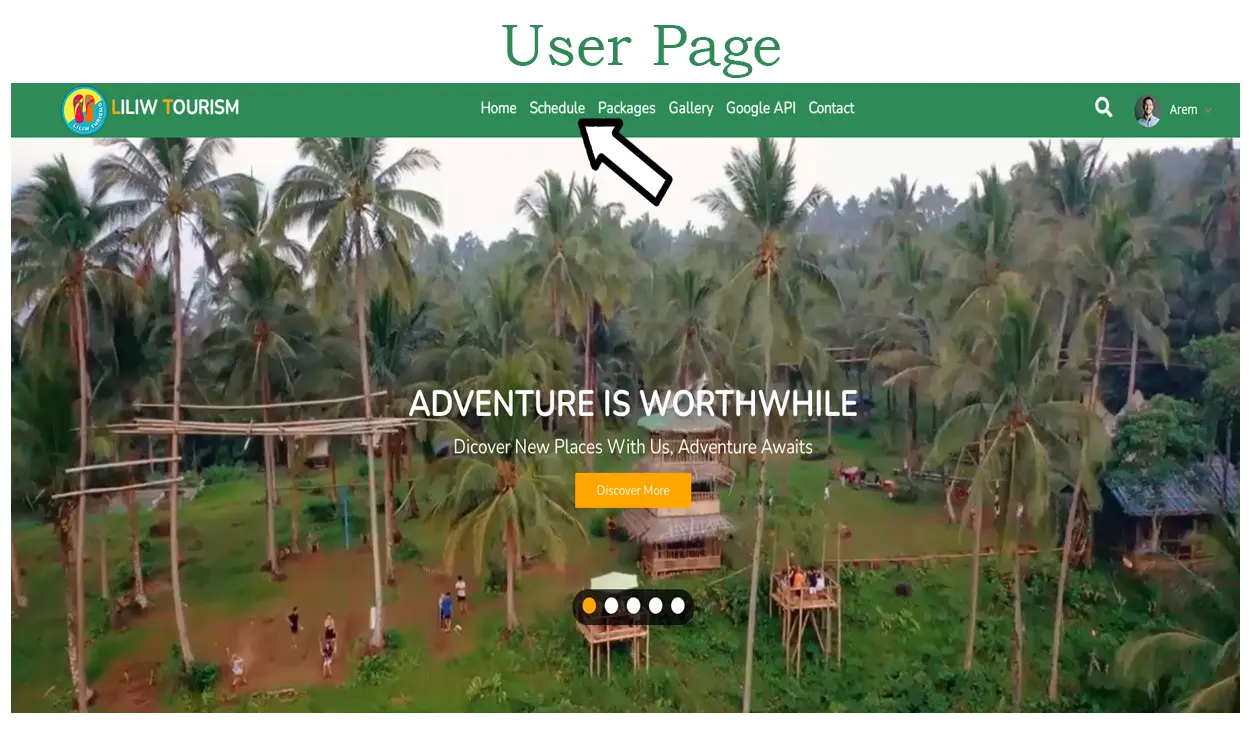 User Page
LILIW TOURISM
Home Schedule Packages Gallery Google API Contact
Arem
ADVENTURE IS WORTHWHILE
Dicover New Places With Us, Adventure Awaits
Discover More